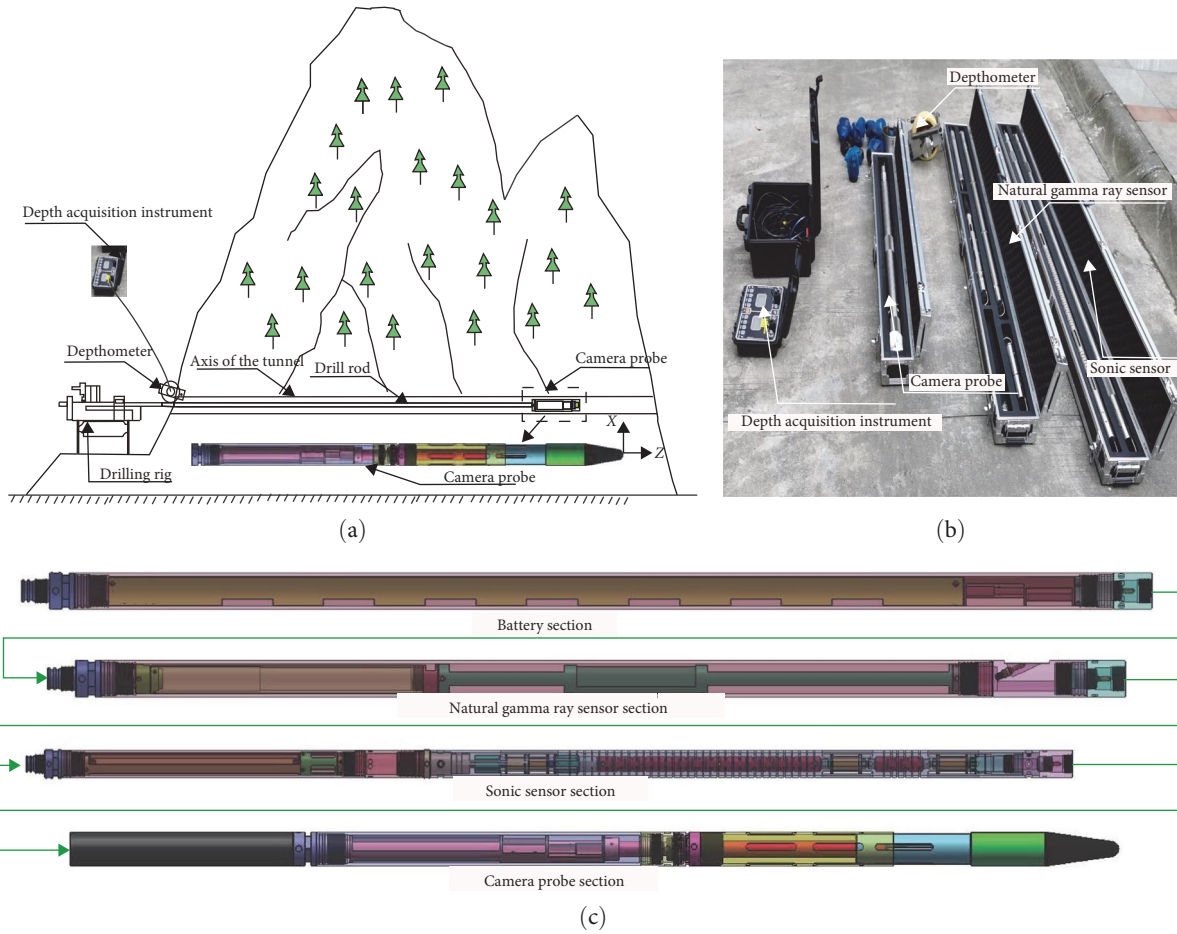 Depth acquisition instrument
Depthometer
Axis of the tunnel
Drill rod
Camera probe
X
Z
Drilling rig
Camera probe
(a)
Depthometer
Natural gamma ray sensor
Sonic sensor
Camera probe
Depth acquisition instrument
(b)
Battery section
Natural gamma ray sensor section
Sonic sensor section
Camera probe section
(c)